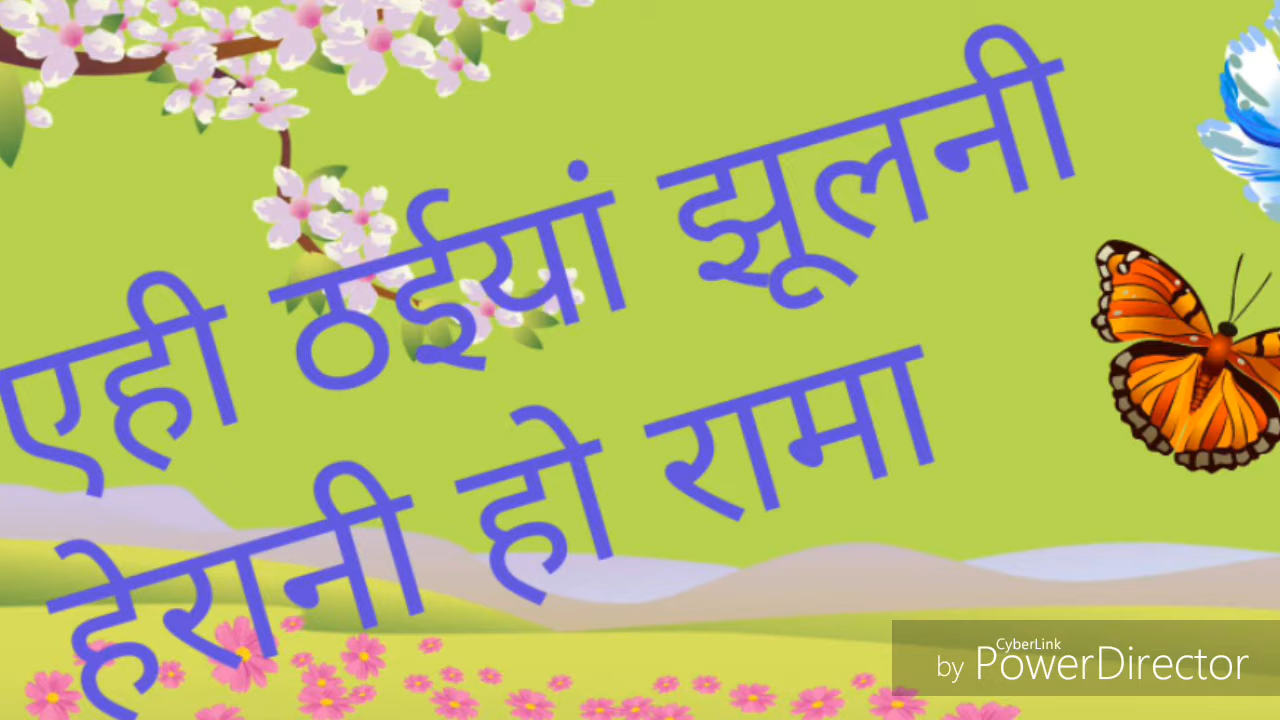 एही ठईयां झूलनी
हेरानी हो रामा
CyberLink
by PowerDirector